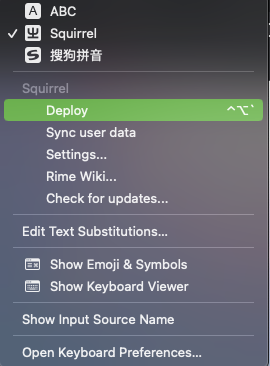 A ABC
✓ Squirrel
搜狗拼音
Squirrel
Deploy ⌃⌥`
Sync user data
Settings...
Rime Wiki...
Check for updates...
Edit Text Substitutions...
Show Emoji & Symbols
Show Keyboard Viewer
Show Input Source Name
Open Keyboard Preferences...